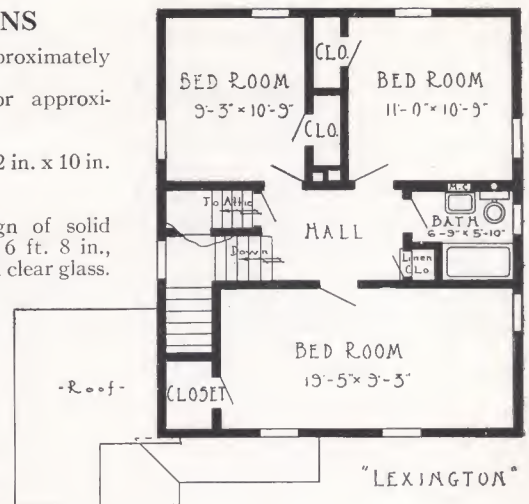 NS
proximately
or approxi-
2 in. x 10 in.
gn of solid
6 ft. 8 in.,
clear glass.
CLO.
BED ROOM
9'-3" x 10'-9"
BED ROOM
11'-0" x 10'-9"
CLO.
To Attic
M.C.
HALL
BATH
6'-9" x 5'-10"
Down
Linen
Clo.
BED ROOM
19'-5" x 9'-3"
-Roof-
CLOSET
"LEXINGTON"